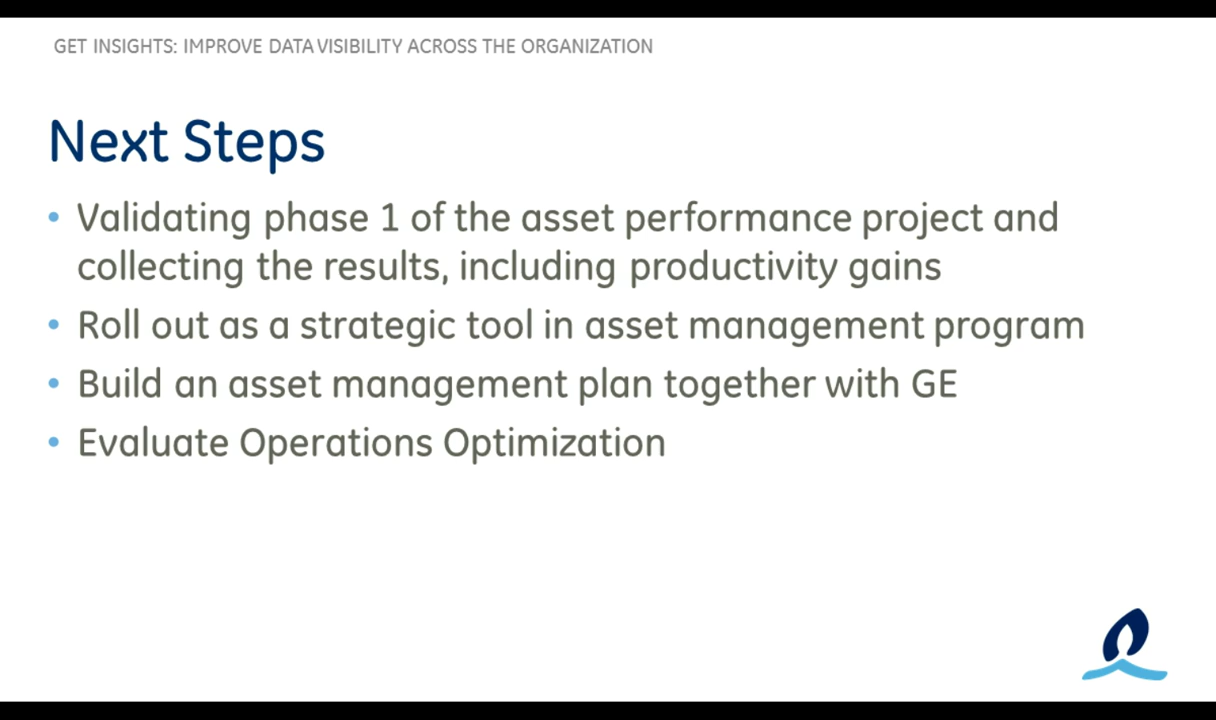 GET INSIGHTS: IMPROVE DATA VISIBILITY ACROSS THE ORGANIZATION
Next Steps
• Validating phase 1 of the asset performance project and
collecting the results, including productivity gains
• Roll out as a strategic tool in asset management program
• Build an asset management plan together with GE
• Evaluate Operations Optimization